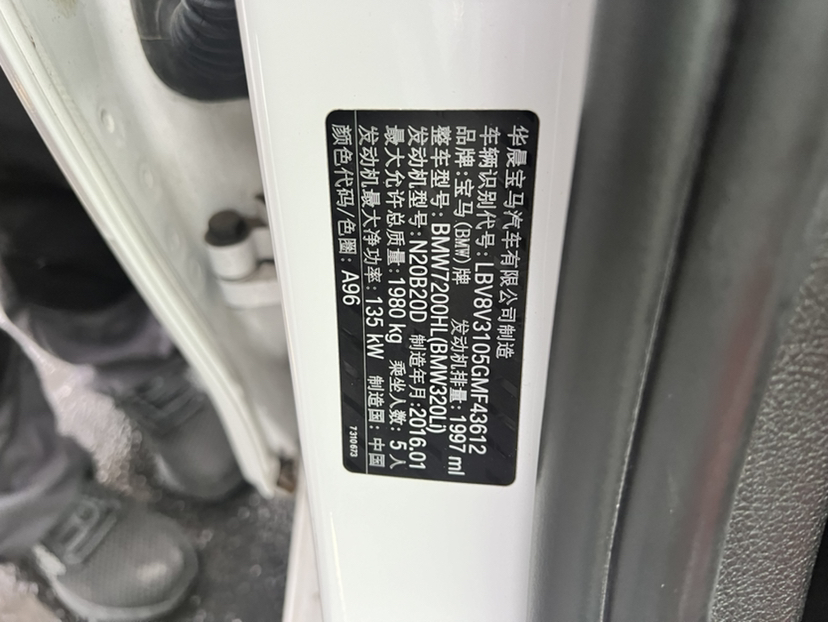 华晨宝马汽车有限公司制造
车辆识别代号: LBV8V3105GMF43612
品牌:宝马(BMW)牌 发动机排量: 1997 ml
整车型号: BMW7200HL(BMW320Li)
发动机型号: N20B20D 制造年月:2016.01
最大允许总质量: 1980 kg 乘坐人数: 5 人
发动机最大净功率: 135 kW 制造国: 中国
颜色代码/色圈: A96 7310673